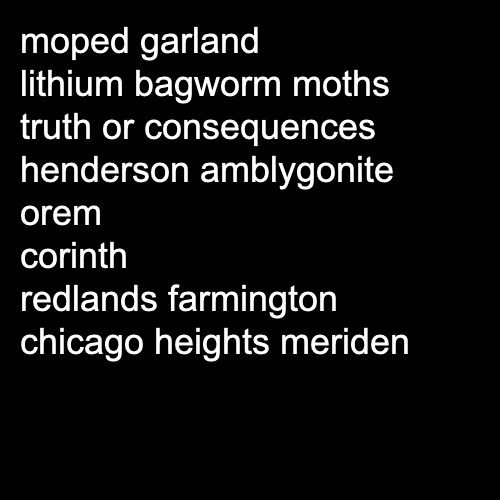 moped garland
lithium bagworm moths
truth or consequences
henderson amblygonite
orem
corinth
redlands farmington
chicago heights meriden